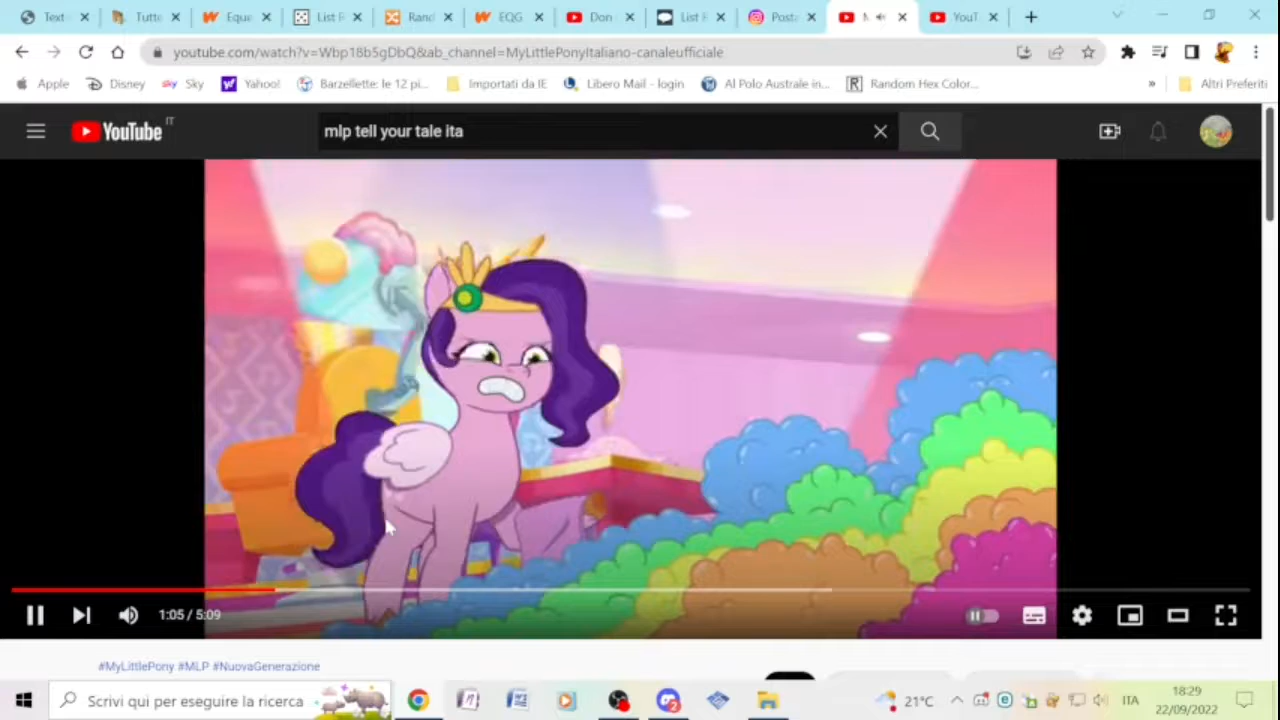 Text
Tutte
Eque
List F
Rand
EQG
Don
List
Posta
M
YouT
youtube.com/watch?v=Wbp18b5gDbQ&ab_channel=MyLittlePonyItaliano-canaleufficiale
Apple
Disney
sky Sky
Yahoo!
Barzellette: le 12 pi...
Importati da IE
Libero Mail - login
Al Polo Australe in...
R Random Hex Color...
»
Altri Preferiti
YouTube IT
mlp tell your tale ita
1:05 / 5:09
#MyLittlePony #MLP #NuovaGenerazione
Scrivi qui per eseguire la ricerca
21°C
ITA
18:29
22/09/2022